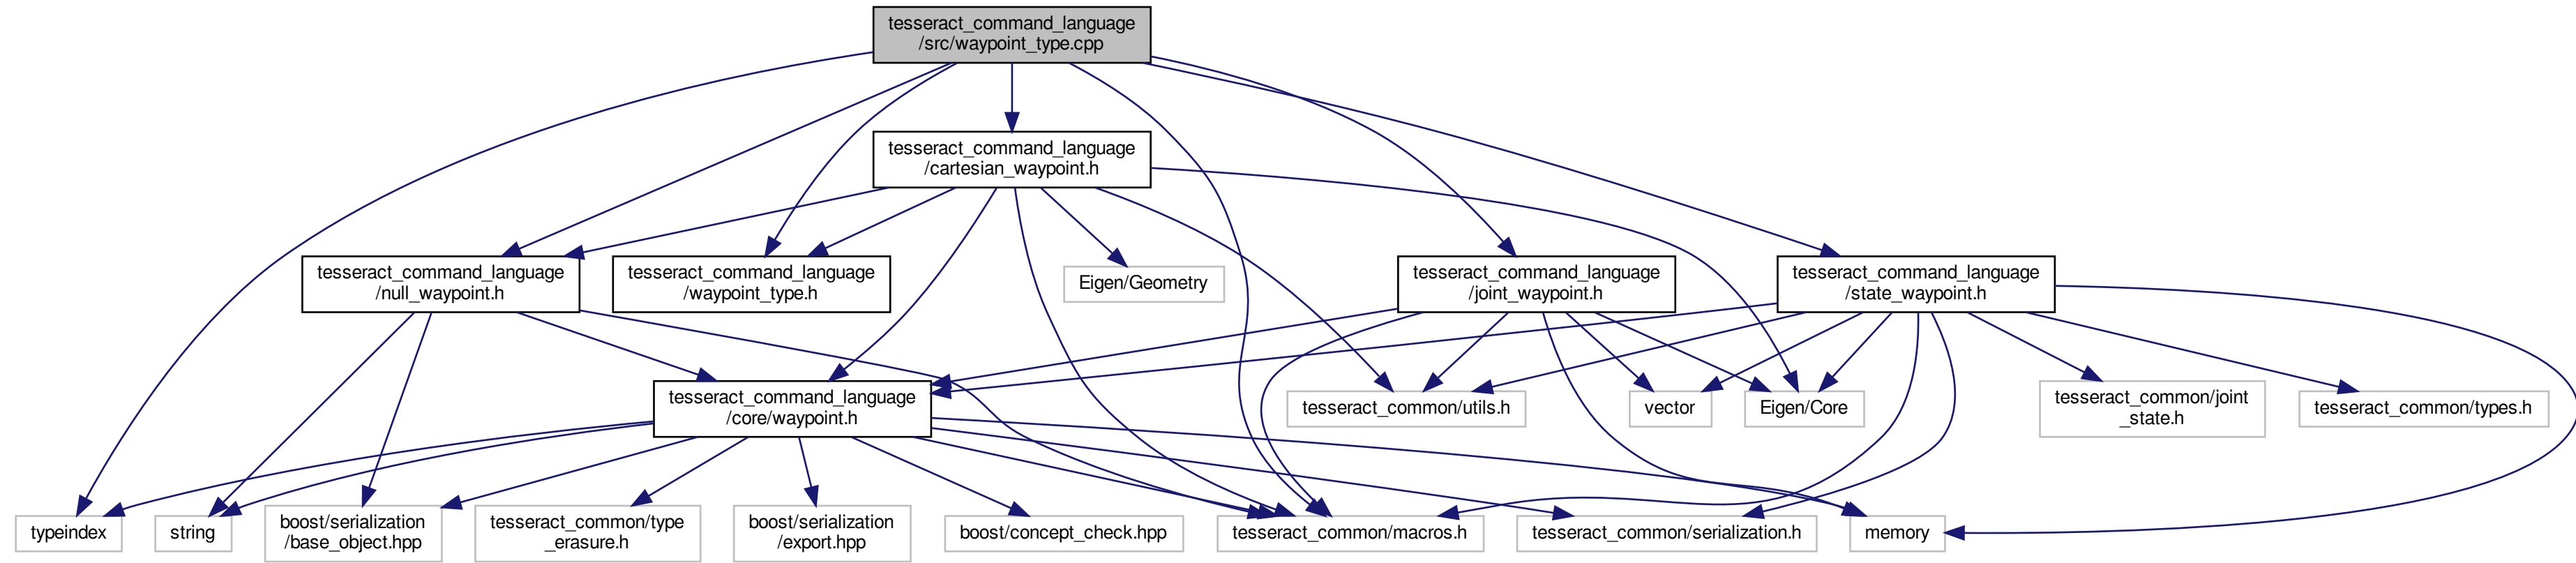 tesseract_command_language
/src/waypoint_type.cpp
tesseract_command_language
/cartesian_waypoint.h
tesseract_command_language
/null_waypoint.h
tesseract_command_language
/waypoint_type.h
Eigen/Geometry
tesseract_command_language
/joint_waypoint.h
tesseract_command_language
/state_waypoint.h
tesseract_command_language
/core/waypoint.h
tesseract_common/utils.h
vector
Eigen/Core
tesseract_common/joint
_state.h
tesseract_common/types.h
typeindex
string
boost/serialization
/base_object.hpp
tesseract_common/type
_erasure.h
boost/serialization
/export.hpp
boost/concept_check.hpp
tesseract_common/macros.h
tesseract_common/serialization.h
memory